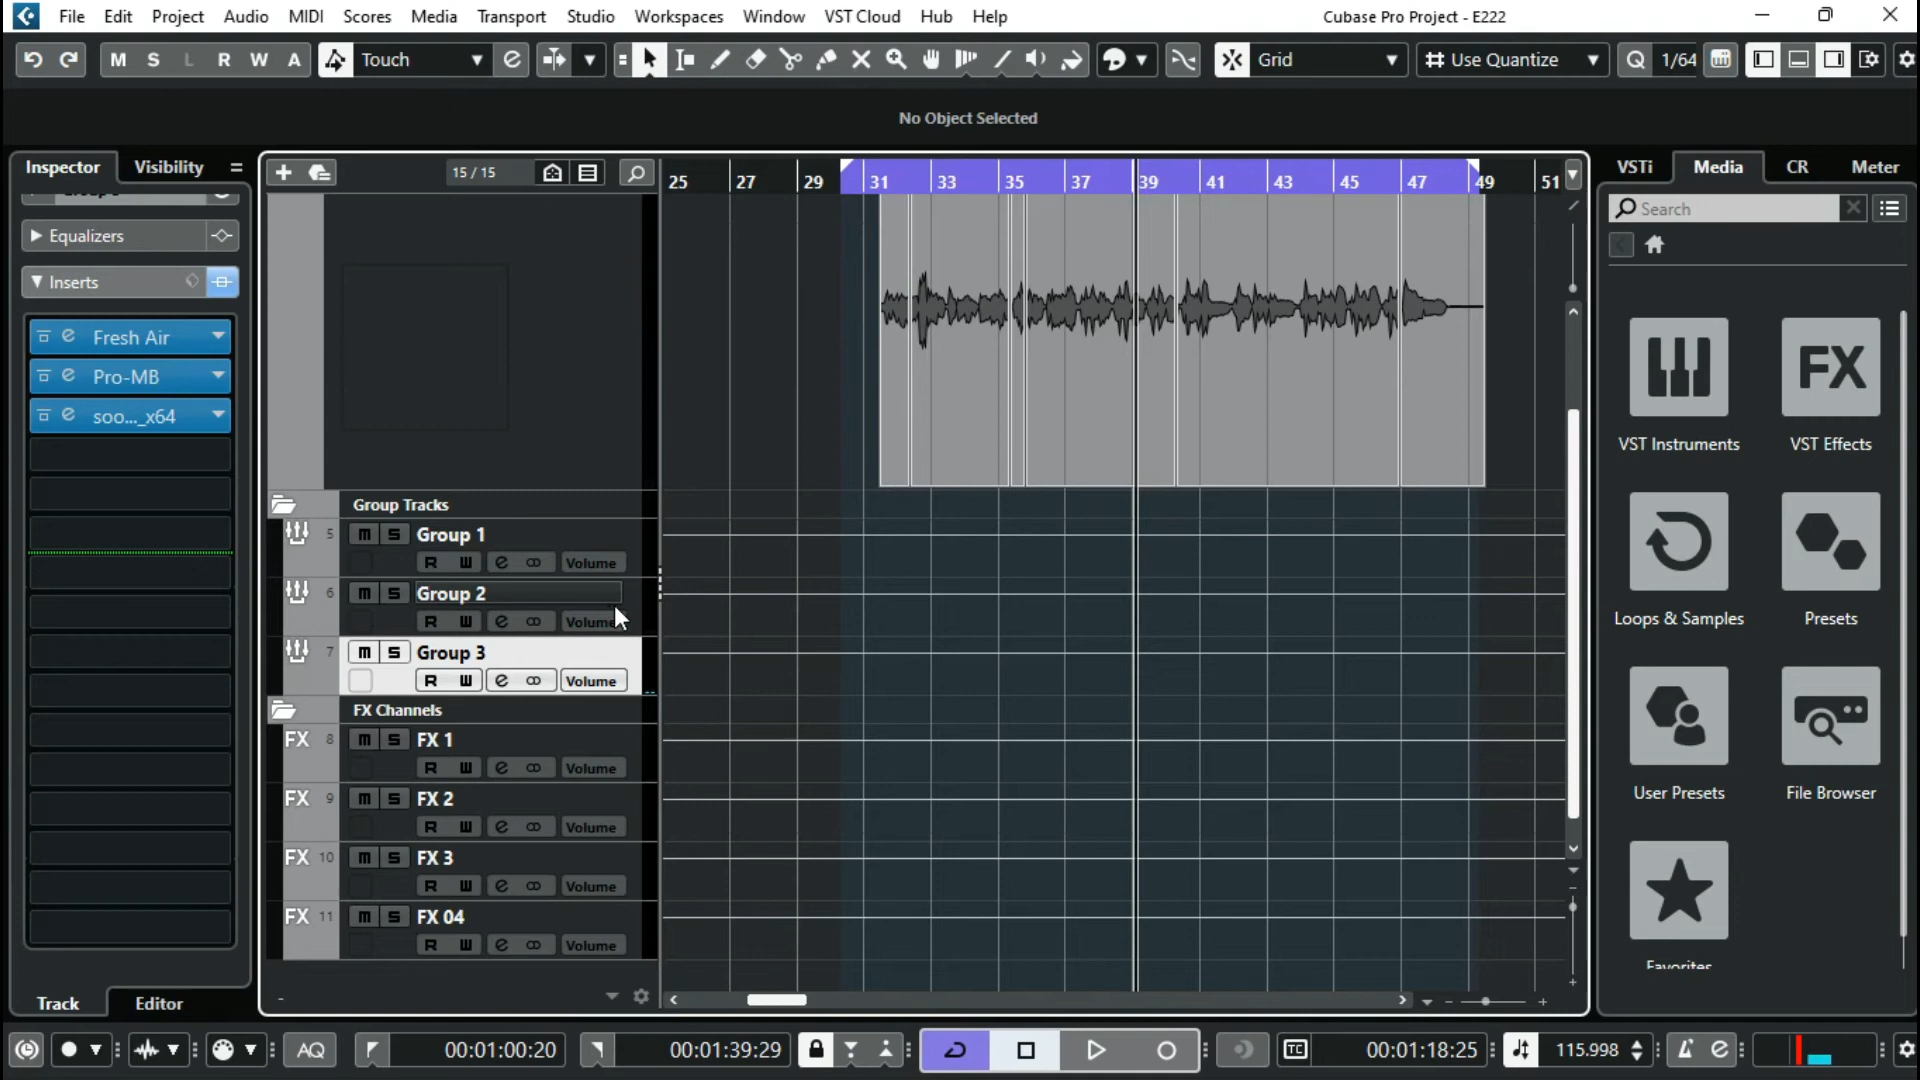 File Edit Project Audio MIDI Scores Media Transport Studio Workspaces Window VST Cloud Hub Help
Cubase Pro Project - E222
M S L R W A Touch e Grid # Use Quantize Q 1/64
No Object Selected
Inspector Visibility
15 / 15
25 27 29 31 33 35 37 39 41 43 45 47 49 51
VSTi Media CR Meter
Search
Equalizers
Inserts
Fresh Air
Pro-MB
soo..._x64
VST Instruments VST Effects
Loops & Samples Presets
User Presets File Browser
Favorites
Group Tracks
5 m S Group 1
R W e Volume
6 m S Group 2
R W e Volume
7 m S Group 3
R W e Volume
FX Channels
FX 8 m S FX 1
R W e Volume
FX 9 m S FX 2
R W e Volume
FX 10 m S FX 3
R W e Volume
FX 11 m S FX 04
R W e Volume
Track Editor
AQ 00:01:00:20 00:01:39:29 TC 00:01:18:25 115.998 e